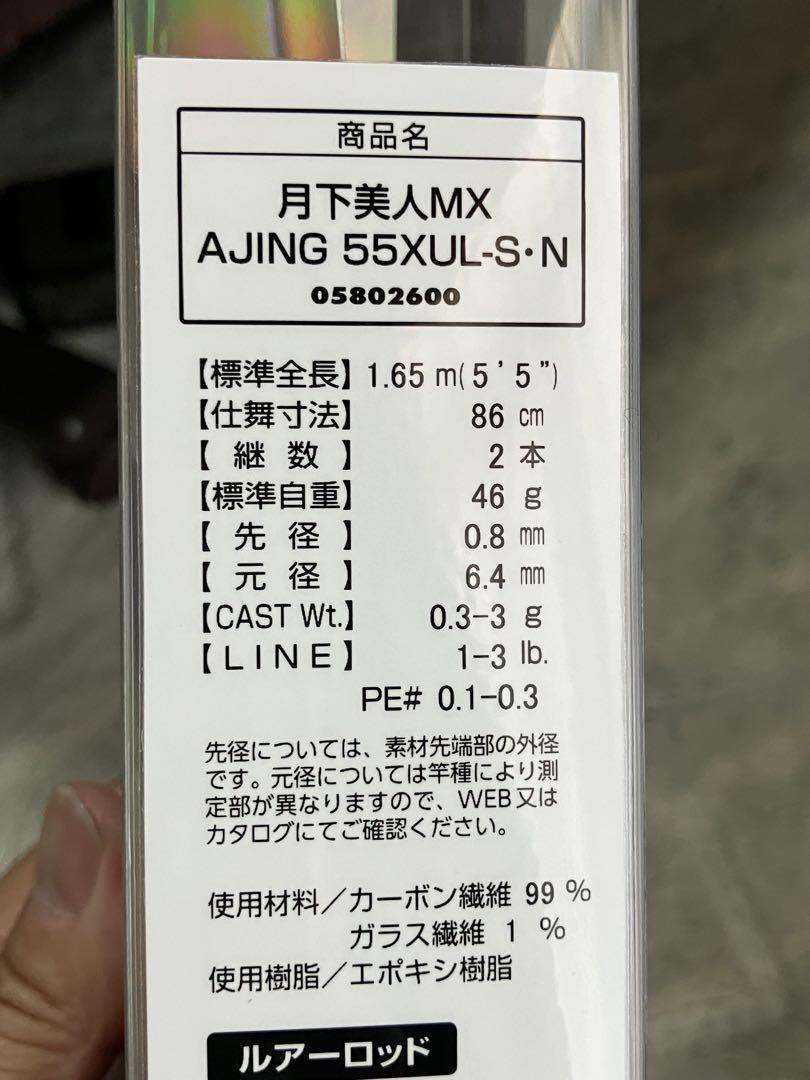 商品名
月下美人MX
AJING 55XUL-S・N
05802600
【標準全長】1.65 m(5'5")
【仕舞寸法】 86 cm
【継数】 2 本
【標準自重】 46 g
【先径】 0.8 mm
【元径】 6.4 mm
【CAST Wt.】 0.3-3 g
【LINE】 1-3 lb.
PE# 0.1-0.3
先径については、素材先端部の外径
です。元径については竿種により測
定部が異なりますので、WEB又は
カタログにてご確認ください。
使用材料／カーボン繊維 99 %
ガラス繊維 1 %
使用樹脂／エポキシ樹脂
ルアーロッド